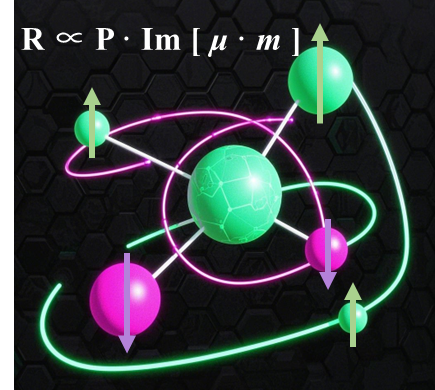 R ∝ P · Im [ μ · m ]